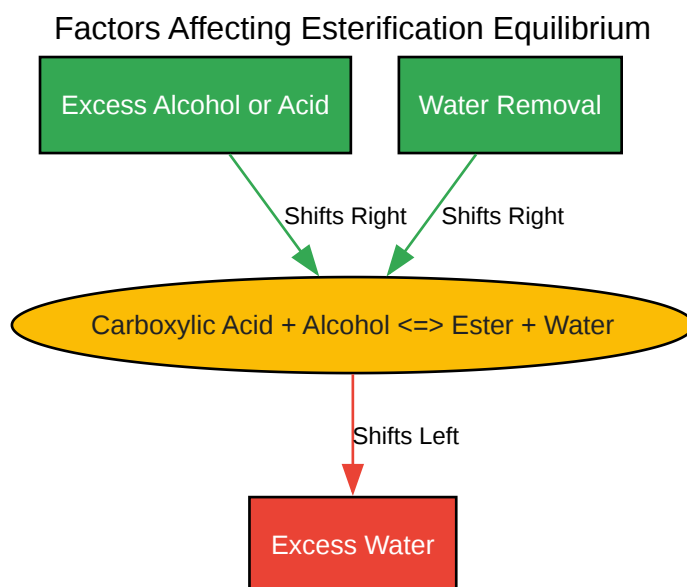 Factors Affecting Esterification Equilibrium
Excess Alcohol or Acid
Water Removal
Shifts Right
Shifts Right
Carboxylic Acid + Alcohol <=> Ester + Water
Shifts Left
Excess Water